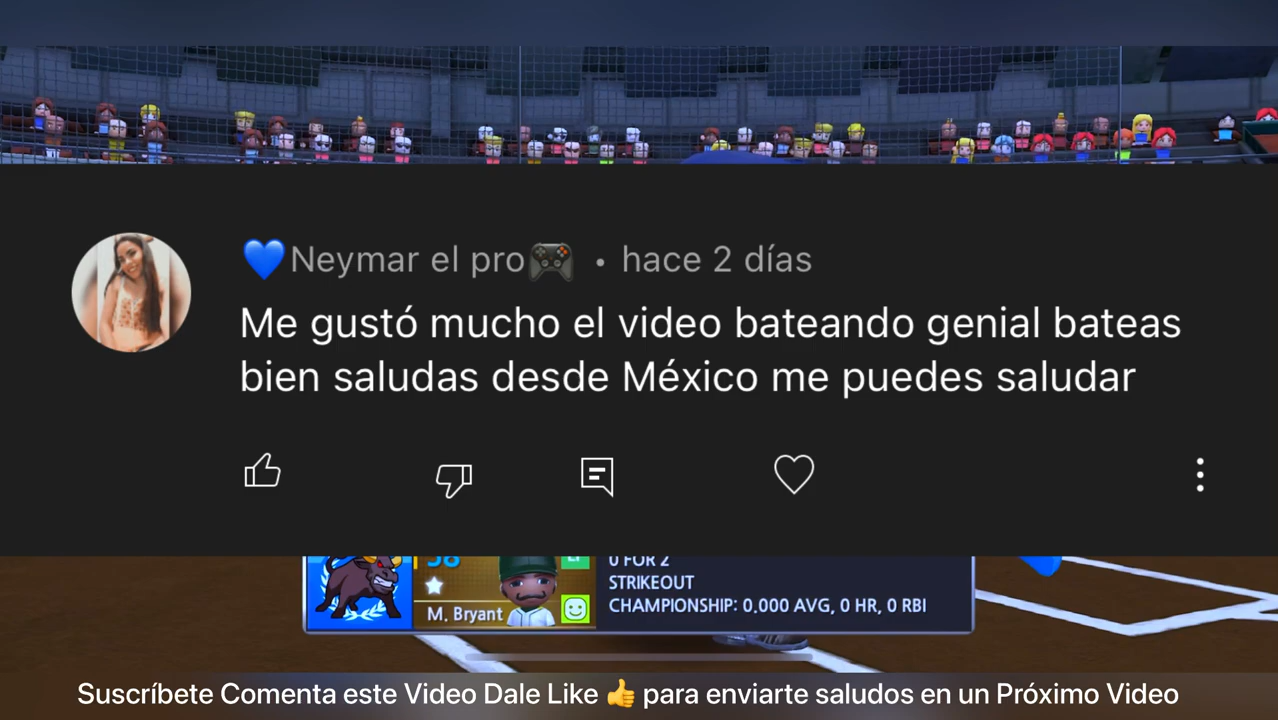 💙Neymar el pro🎮 • hace 2 días
Me gustó mucho el video bateando genial bateas
bien saludas desde México me puedes saludar
0 FOR 2
STRIKEOUT
M. Bryant
CHAMPIONSHIP: 0,000 AVG, 0 HR, 0 RBI
Suscríbete Comenta este Video Dale Like 👍 para enviarte saludos en un Próximo Video